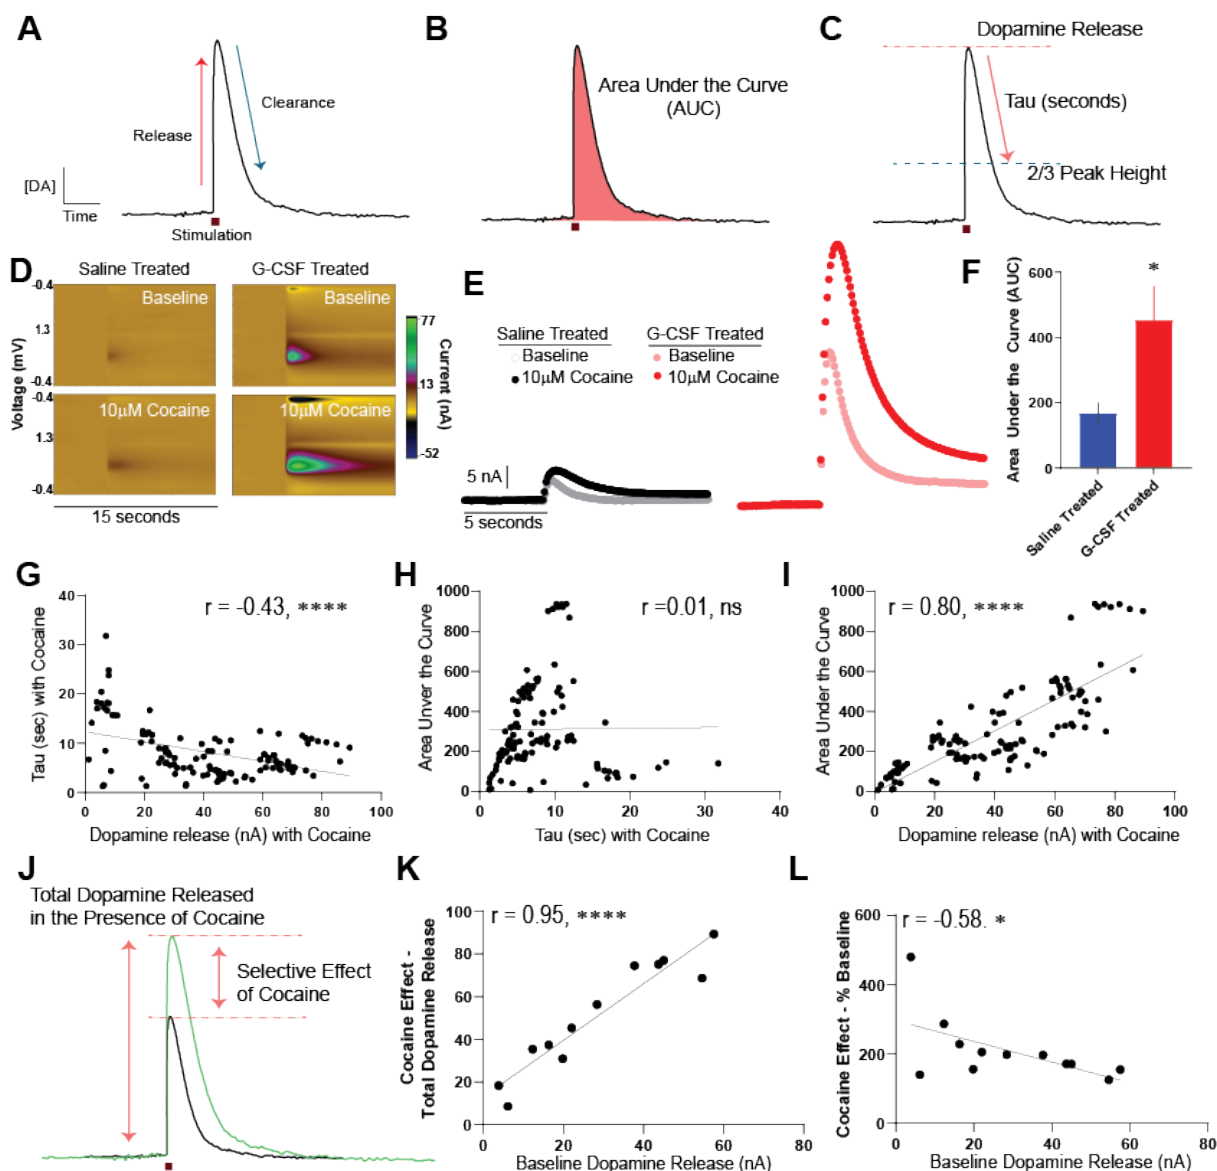 A
Release
Clearance
[DA]
Time
Stimulation
B
Area Under the Curve
(AUC)
C
Dopamine Release
Tau (seconds)
2/3 Peak Height
D
Saline Treated
G-CSF Treated
Baseline
Baseline
10μM Cocaine
10μM Cocaine
-0.4
1.3
-0.4
-0.4
1.3
-0.4
Voltage (mV)
15 seconds
77
13
-52
Current (nA)
E
Saline Treated
Baseline
10μM Cocaine
G-CSF Treated
Baseline
10μM Cocaine
5 nA
5 seconds
F
*
Area Under the Curve (AUC)
600
400
200
0
Saline Treated
G-CSF Treated
G
r = -0.43, ****
Tau (sec) with Cocaine
40
30
20
10
0
0
20
40
60
80
100
Dopamine release (nA) with Cocaine
H
r =0.01, ns
Area Unver the Curve
1000
800
600
400
200
0
0
10
20
30
40
Tau (sec) with Cocaine
I
r = 0.80, ****
Area Under the Curve
1000
800
600
400
200
0
0
20
40
60
80
100
Dopamine release (nA) with Cocaine
J
Total Dopamine Released
in the Presence of Cocaine
Selective Effect
of Cocaine
K
r = 0.95, ****
Cocaine Effect -
Total Dopamine Release
100
80
60
40
20
0
0
20
40
60
80
Baseline Dopamine Release (nA)
L
r = -0.58. *
Cocaine Effect - % Baseline
600
400
200
0
0
20
40
60
80
Baseline Dopamine Release (nA)